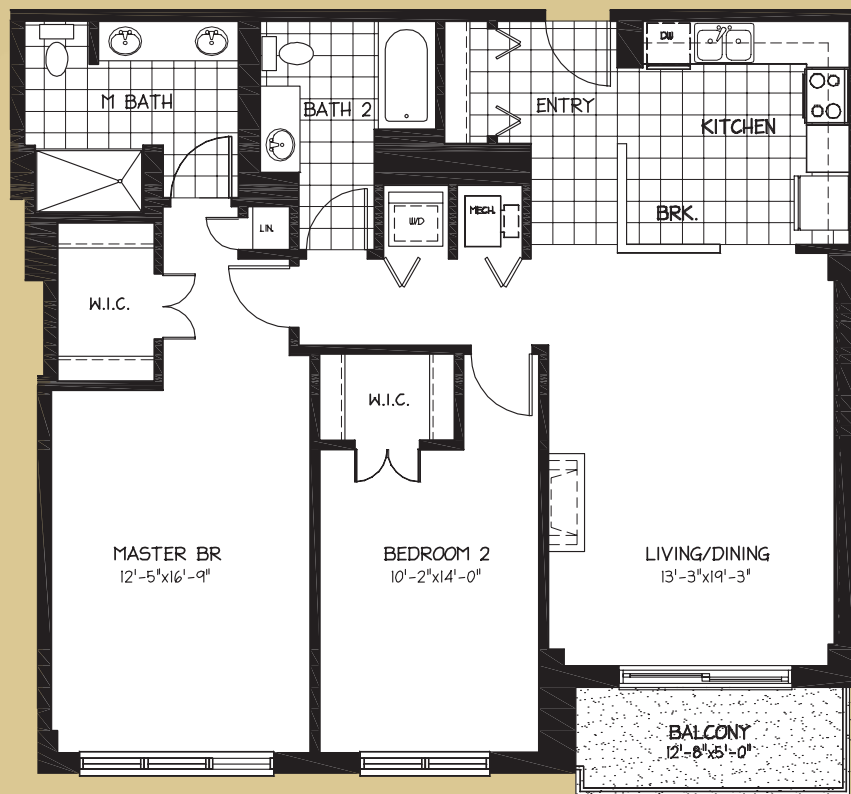 DW
M BATH
BATH 2
ENTRY
KITCHEN
MECH.
BRK.
W/D
LIN.
W.I.C.
W.I.C.
MASTER BR
12'-5"x16'-9"
BEDROOM 2
10'-2"x14'-0"
LIVING/DINING
13'-3"x19'-3"
BALCONY
12'-8"x5'-0"